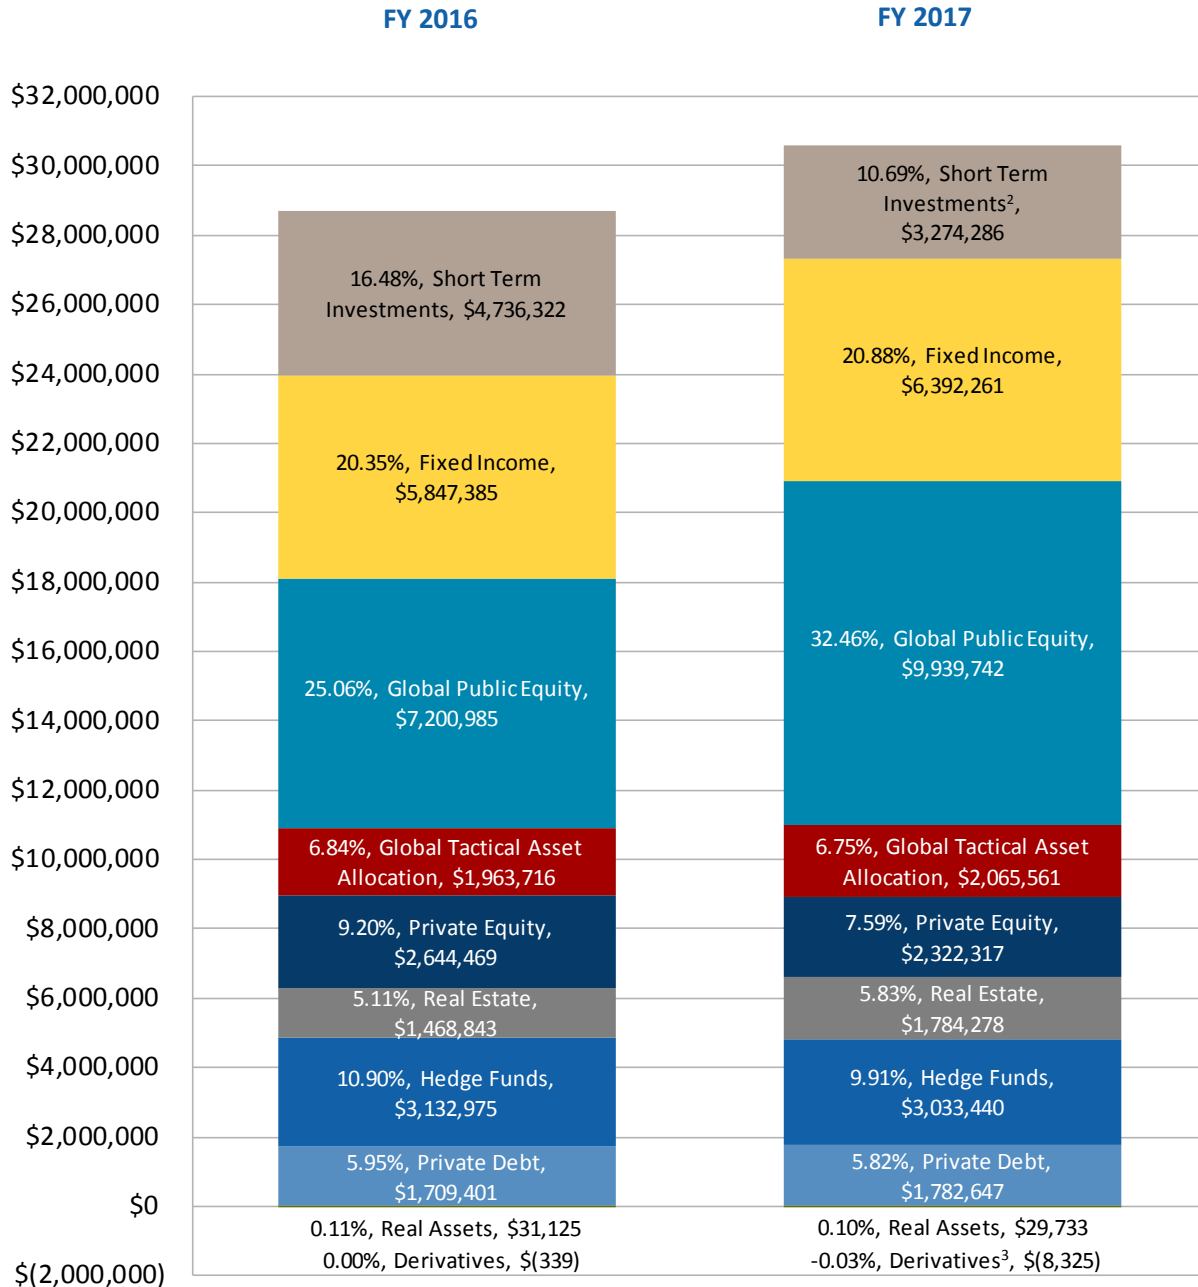 FY 2016
FY 2017
$32,000,000
$30,000,000
$28,000,000
$26,000,000
$24,000,000
$22,000,000
$20,000,000
$18,000,000
$16,000,000
$14,000,000
$12,000,000
$10,000,000
$8,000,000
$6,000,000
$4,000,000
$2,000,000
$0
$(2,000,000)
16.48%, Short Term
Investments, $4,736,322
20.35%, Fixed Income,
$5,847,385
25.06%, Global Public Equity,
$7,200,985
6.84%, Global Tactical Asset
Allocation, $1,963,716
9.20%, Private Equity,
$2,644,469
5.11%, Real Estate,
$1,468,843
10.90%, Hedge Funds,
$3,132,975
5.95%, Private Debt,
$1,709,401
0.11%, Real Assets, $31,125
0.00%, Derivatives, $(339)
10.69%, Short Term
Investments²,
$3,274,286
20.88%, Fixed Income,
$6,392,261
32.46%, Global Public Equity,
$9,939,742
6.75%, Global Tactical Asset
Allocation, $2,065,561
7.59%, Private Equity,
$2,322,317
5.83%, Real Estate,
$1,784,278
9.91%, Hedge Funds,
$3,033,440
5.82%, Private Debt,
$1,782,647
0.10%, Real Assets, $29,733
-0.03%, Derivatives³, $(8,325)